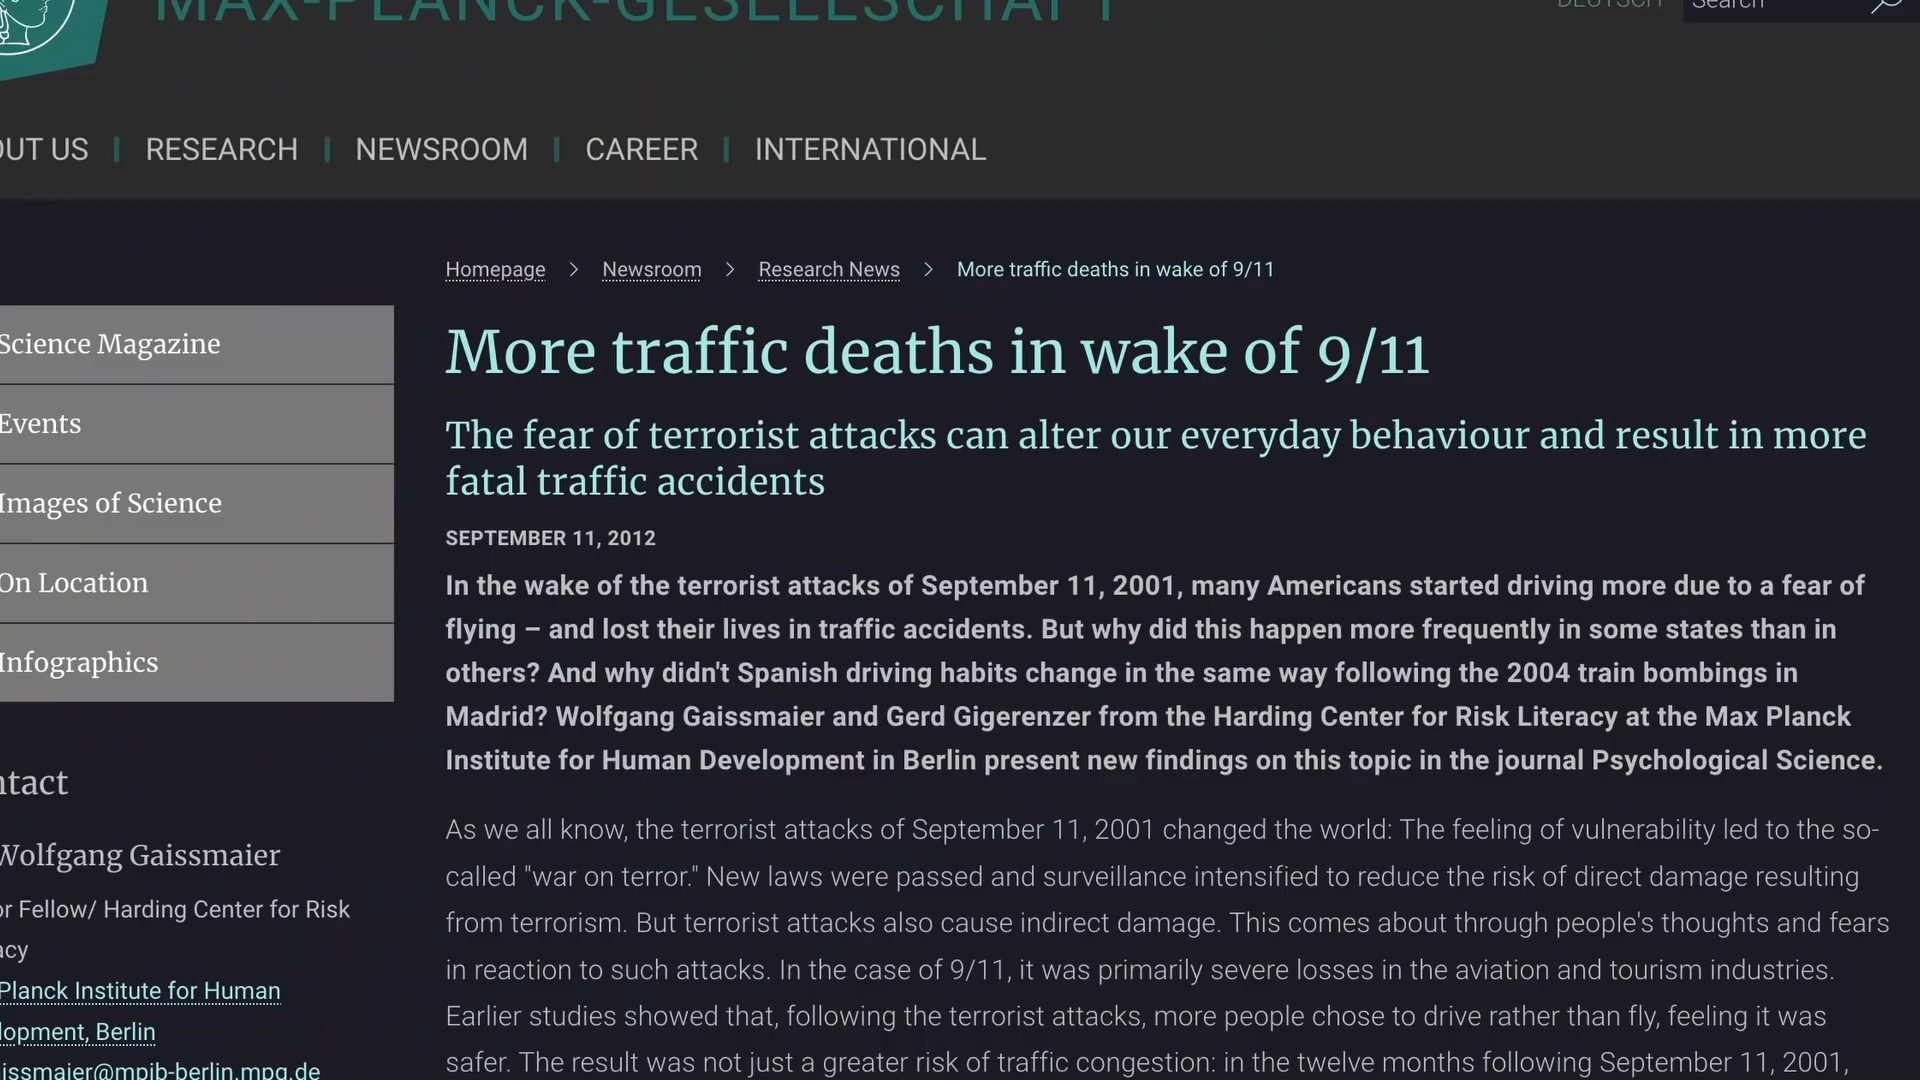 MAX-PLANCK-GESELLSCHAFT
DEUTSCH
Search
OUT US
RESEARCH
NEWSROOM
CAREER
INTERNATIONAL
Homepage
Newsroom
Research News
More traffic deaths in wake of 9/11
Science Magazine
Events
Images of Science
On Location
Infographics
ntact
Wolfgang Gaissmaier
or Fellow/ Harding Center for Risk
acy
Planck Institute for Human
lopment, Berlin
issmaier@mpib-berlin.mpg.de
More traffic deaths in wake of 9/11
The fear of terrorist attacks can alter our everyday behaviour and result in more
fatal traffic accidents
SEPTEMBER 11, 2012
In the wake of the terrorist attacks of September 11, 2001, many Americans started driving more due to a fear of
flying – and lost their lives in traffic accidents. But why did this happen more frequently in some states than in
others? And why didn't Spanish driving habits change in the same way following the 2004 train bombings in
Madrid? Wolfgang Gaissmaier and Gerd Gigerenzer from the Harding Center for Risk Literacy at the Max Planck
Institute for Human Development in Berlin present new findings on this topic in the journal Psychological Science.
As we all know, the terrorist attacks of September 11, 2001 changed the world: The feeling of vulnerability led to the so-
called "war on terror." New laws were passed and surveillance intensified to reduce the risk of direct damage resulting
from terrorism. But terrorist attacks also cause indirect damage. This comes about through people's thoughts and fears
in reaction to such attacks. In the case of 9/11, it was primarily severe losses in the aviation and tourism industries.
Earlier studies showed that, following the terrorist attacks, more people chose to drive rather than fly, feeling it was
safer. The result was not just a greater risk of traffic congestion: in the twelve months following September 11, 2001,